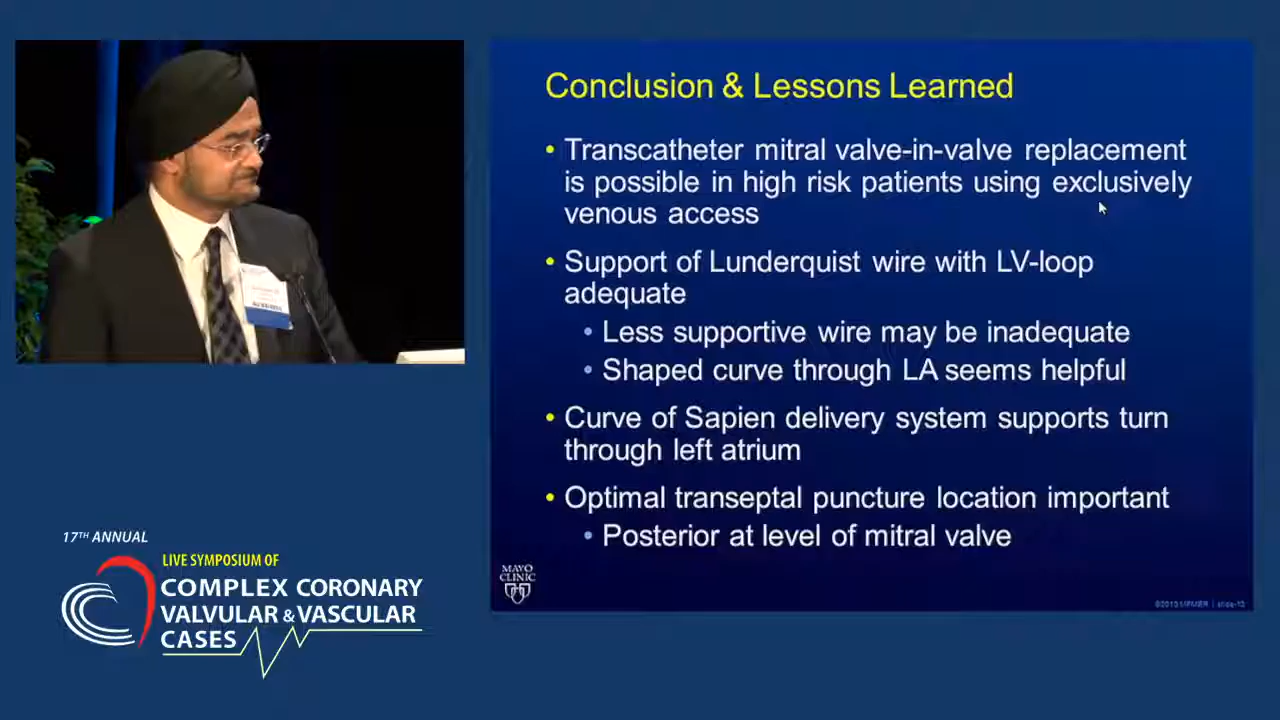 Conclusion & Lessons Learned
• Transcatheter mitral valve-in-valve replacement
is possible in high risk patients using exclusively
venous access
• Support of Lunderquist wire with LV-loop
adequate
• Less supportive wire may be inadequate
• Shaped curve through LA seems helpful
• Curve of Sapien delivery system supports turn
through left atrium
• Optimal transeptal puncture location important
• Posterior at level of mitral valve
MAYO
CLINIC
17TH ANNUAL
LIVE SYMPOSIUM OF
COMPLEX CORONARY
VALVULAR & VASCULAR
CASES